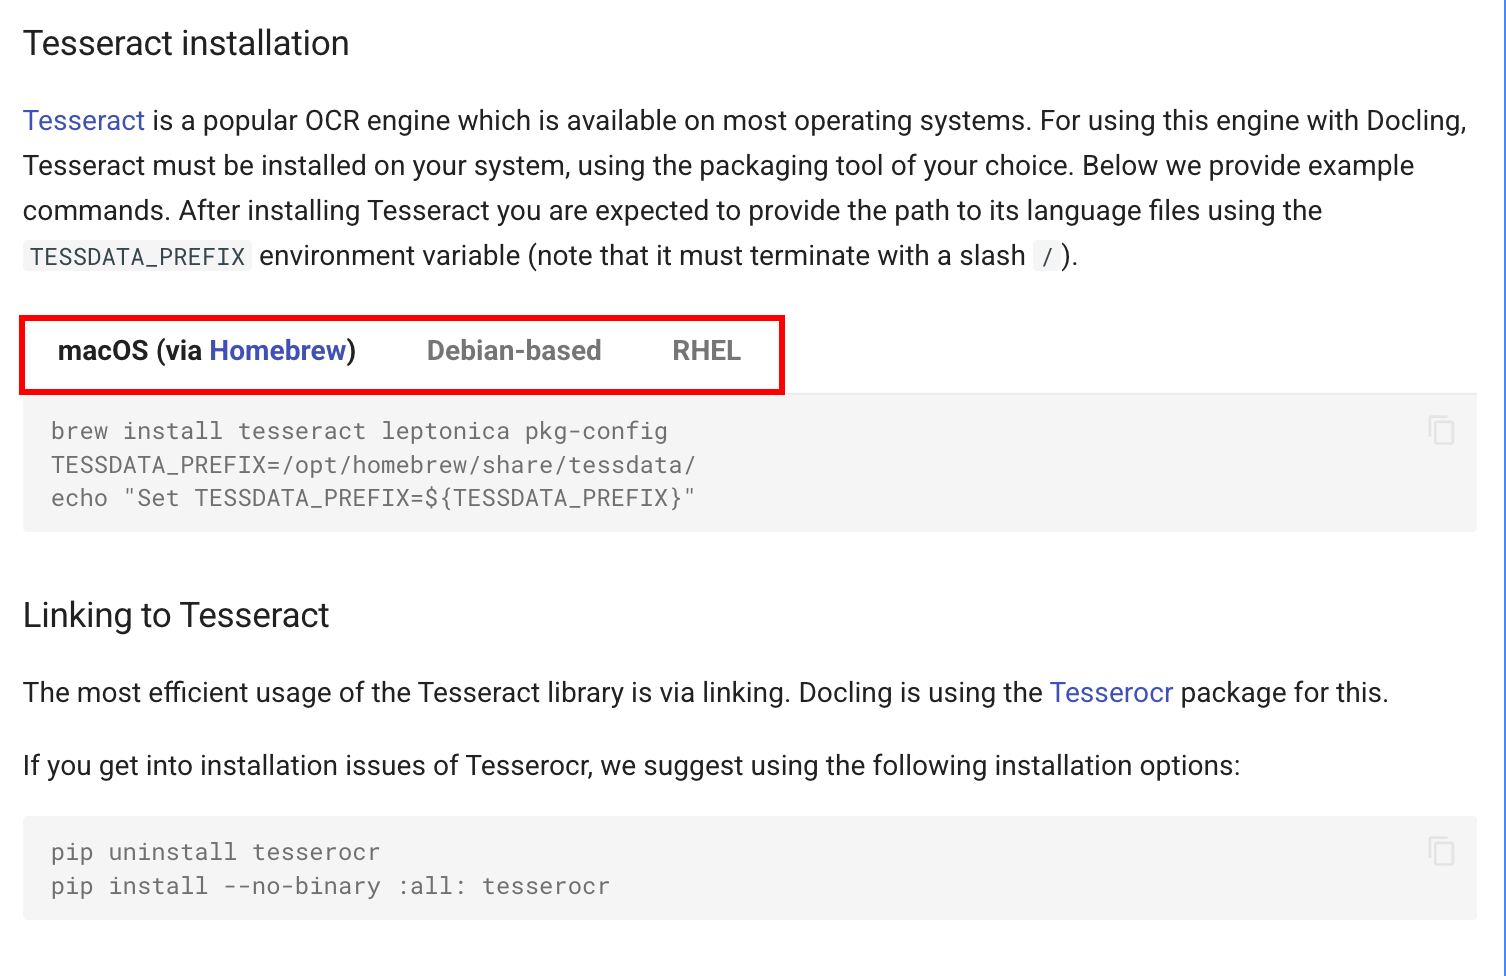 Tesseract installation
Tesseract is a popular OCR engine which is available on most operating systems. For using this engine with Docling,
Tesseract must be installed on your system, using the packaging tool of your choice. Below we provide example
commands. After installing Tesseract you are expected to provide the path to its language files using the
TESSDATA_PREFIX environment variable (note that it must terminate with a slash / ).
macOS (via Homebrew) Debian-based RHEL
brew install tesseract leptonica pkg-config
TESSDATA_PREFIX=/opt/homebrew/share/tessdata/
echo "Set TESSDATA_PREFIX=${TESSDATA_PREFIX}"
Linking to Tesseract
The most efficient usage of the Tesseract library is via linking. Docling is using the Tesserocr package for this.
If you get into installation issues of Tesserocr, we suggest using the following installation options:
pip uninstall tesserocr
pip install --no-binary :all: tesserocr